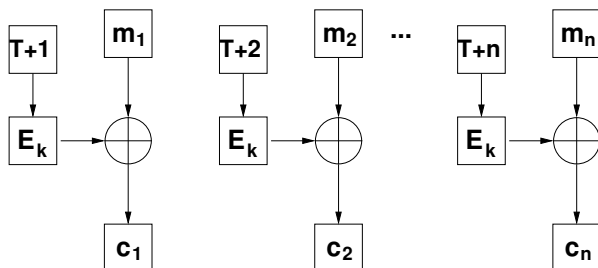 T+1 m₁ T+2 m₂ ... T+n mₙ
Eₖ Eₖ Eₖ
c₁ c₂ cₙ